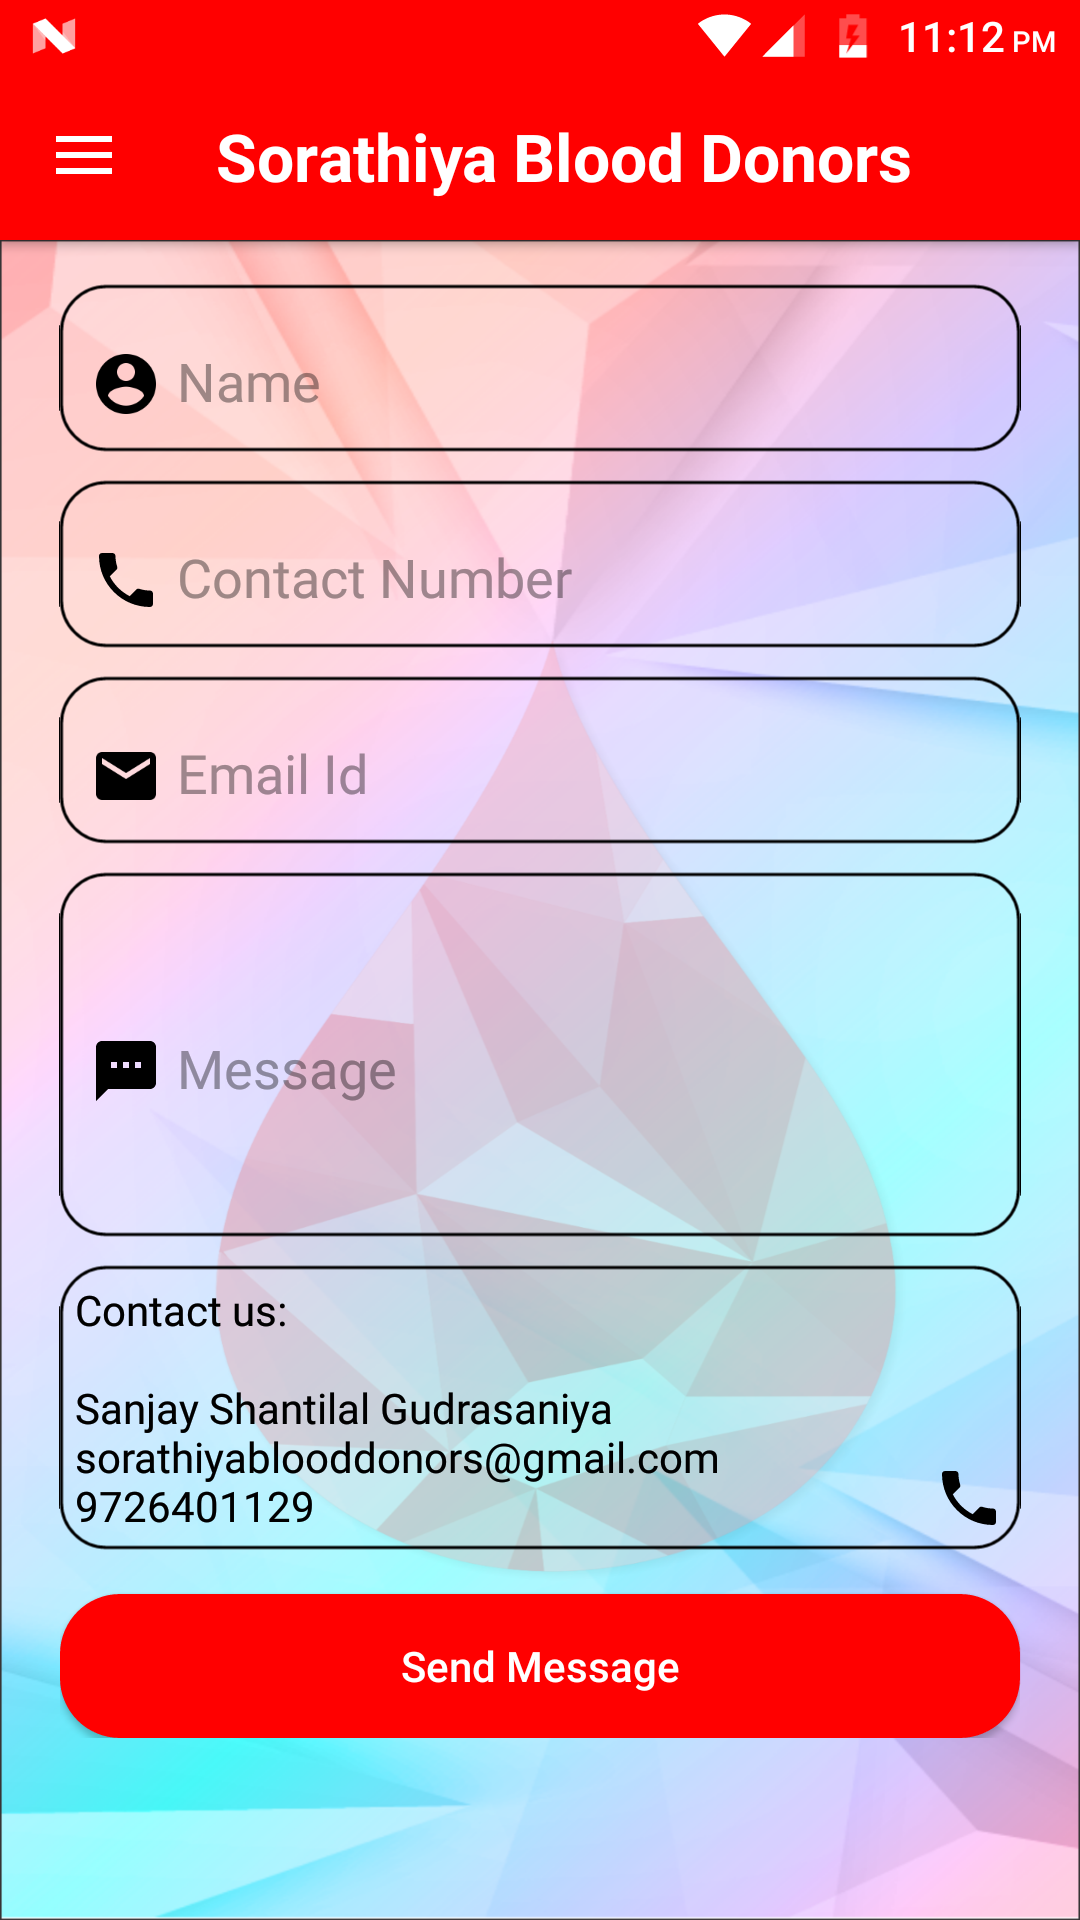 11:12 PM
Sorathiya Blood Donors
Name
Contact Number
Email Id
Message
Contact us:
Sanjay Shantilal Gudrasaniya
sorathiyablooddonors@gmail.com
9726401129
Send Message